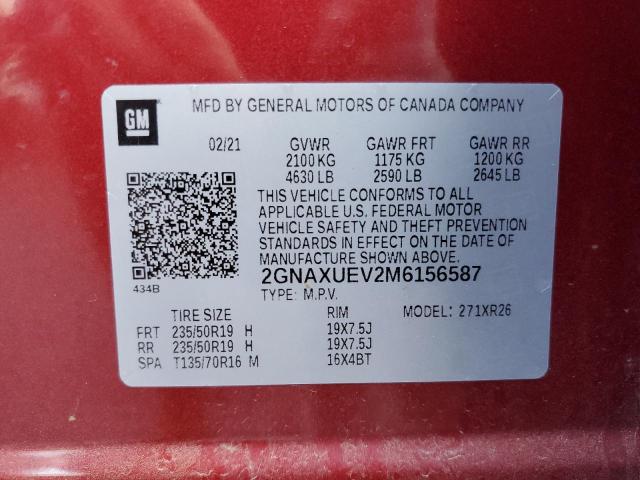 GM
MFD BY GENERAL MOTORS OF CANADA COMPANY
02/21 GVWR GAWR FRT GAWR RR
2100 KG 1175 KG 1200 KG
4630 LB 2590 LB 2645 LB
THIS VEHICLE CONFORMS TO ALL
APPLICABLE U.S. FEDERAL MOTOR
VEHICLE SAFETY AND THEFT PREVENTION
STANDARDS IN EFFECT ON THE DATE OF
MANUFACTURE SHOWN ABOVE.
434B 2GNAXUEV2M6156587
TYPE: M.P.V.
TIRE SIZE RIM MODEL: 271XR26
FRT 235/50R19 H 19X7.5J
RR 235/50R19 H 19X7.5J
SPA T135/70R16 M 16X4BT